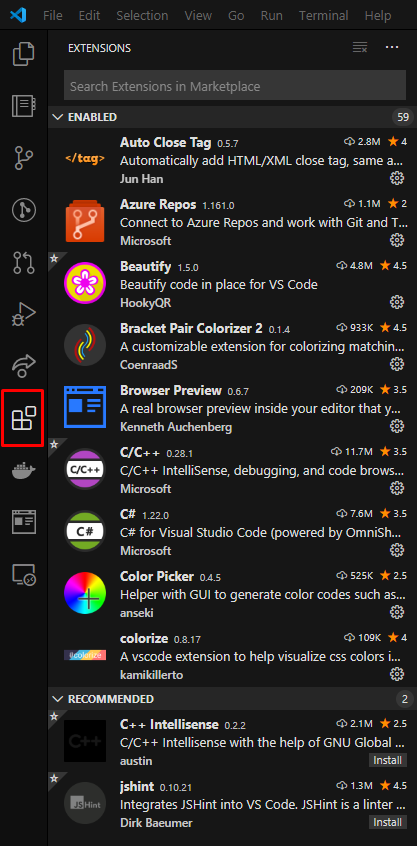 File Edit Selection View Go Run Terminal Help
EXTENSIONS
Search Extensions in Marketplace
ENABLED 59
</tag>
Auto Close Tag 0.5.7 2.8M 4
Automatically add HTML/XML close tag, same a...
Jun Han
Azure Repos 1.161.0 1.1M 2
Connect to Azure Repos and work with Git and T...
Microsoft
Beautify 1.5.0 4.8M 4.5
Beautify code in place for VS Code
HookyQR
Bracket Pair Colorizer 2 0.1.4 933K 4.5
A customizable extension for colorizing matchin...
CoenraadS
Browser Preview 0.6.7 209K 3.5
A real browser preview inside your editor that y...
Kenneth Auchenberg
C/C++
C/C++ 0.28.1 11.7M 3.5
C/C++ IntelliSense, debugging, and code brows...
Microsoft
C#
C# 1.22.0 7.6M 3.5
C# for Visual Studio Code (powered by OmniSh...
Microsoft
Color Picker 0.4.5 525K 2.5
Helper with GUI to generate color codes such as...
anseki
#colorize
colorize 0.8.17 109K 4
A vscode extension to help visualize css colors i...
kamikillerto
RECOMMENDED 2
C++
C++ Intellisense 0.2.2 2.1M 2.5
C/C++ Intellisense with the help of GNU Global ...
austin Install
JSHint
jshint 0.10.21 1.3M 4.5
Integrates JSHint into VS Code. JSHint is a linter ...
Dirk Baeumer Install